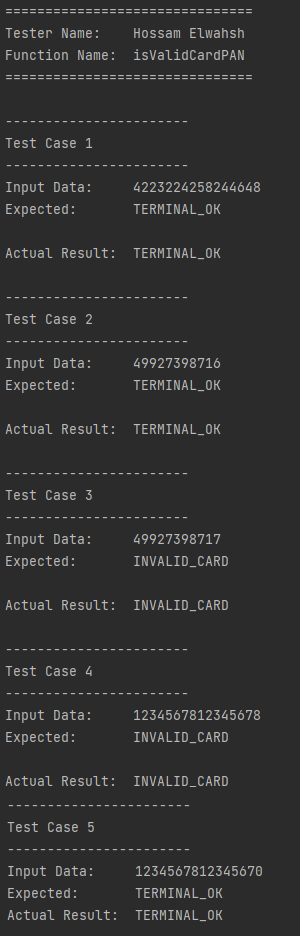 ===============================
Tester Name:    Hossam Elwahsh
Function Name:  isValidCardPAN
===============================
-----------------------
Test Case 1
-----------------------
Input Data:     4223224258244648
Expected:       TERMINAL_OK
Actual Result:  TERMINAL_OK
-----------------------
Test Case 2
-----------------------
Input Data:     49927398716
Expected:       TERMINAL_OK
Actual Result:  TERMINAL_OK
-----------------------
Test Case 3
-----------------------
Input Data:     49927398717
Expected:       INVALID_CARD
Actual Result:  INVALID_CARD
-----------------------
Test Case 4
-----------------------
Input Data:     1234567812345678
Expected:       INVALID_CARD
Actual Result:  INVALID_CARD
-----------------------
Test Case 5
-----------------------
Input Data:     1234567812345670
Expected:       TERMINAL_OK
Actual Result:  TERMINAL_OK